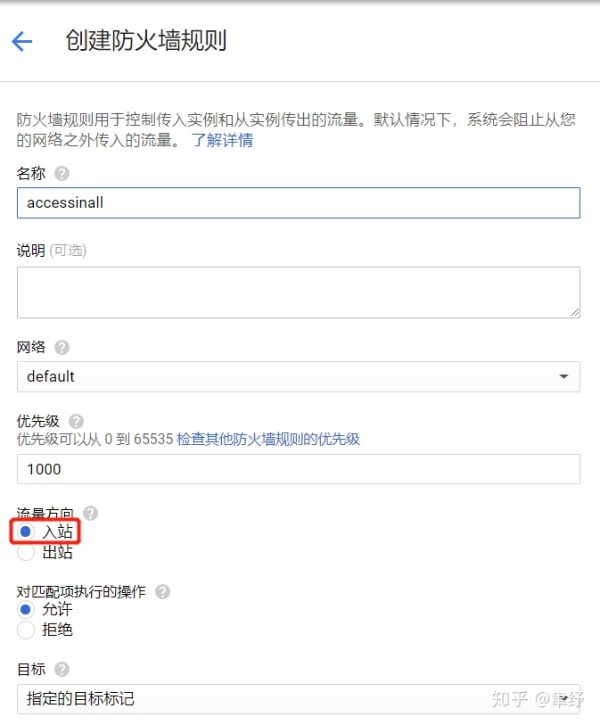 创建防火墙规则
防火墙规则用于控制传入实例和从实例传出的流量。默认情况下，系统会阻止从您
的网络之外传入的流量。 了解详情
名称
accessinall
说明 (可选)
网络
default
优先级
优先级可以从 0 到 65535 检查其他防火墙规则的优先级
1000
流量方向
入站
出站
对匹配项执行的操作
允许
拒绝
目标
指定的目标标记
知乎 @聿纾